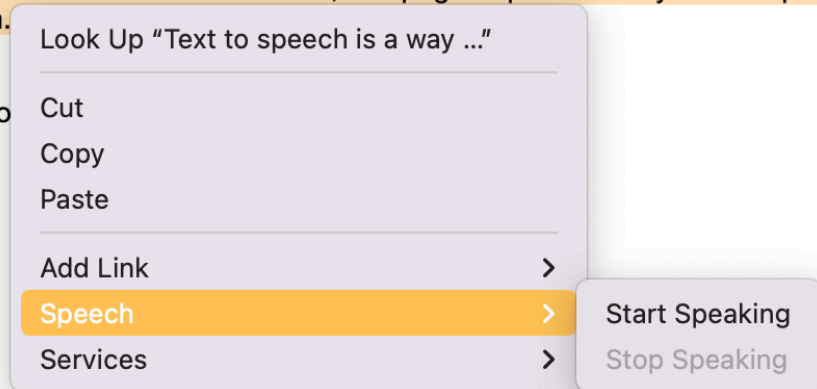 Look Up “Text to speech is a way ...”
Cut
Copy
Paste
Add Link
Speech
Start Speaking
Services
Stop Speaking